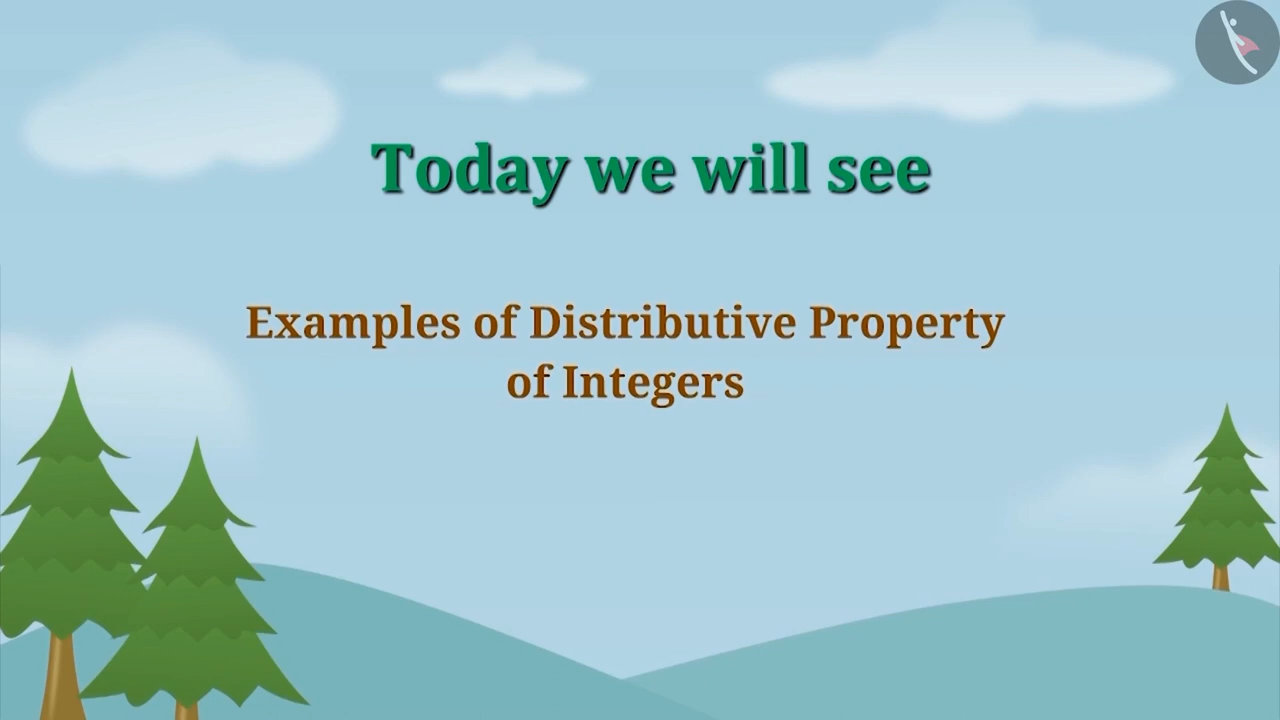 Today we will see
Examples of Distributive Property
of Integers